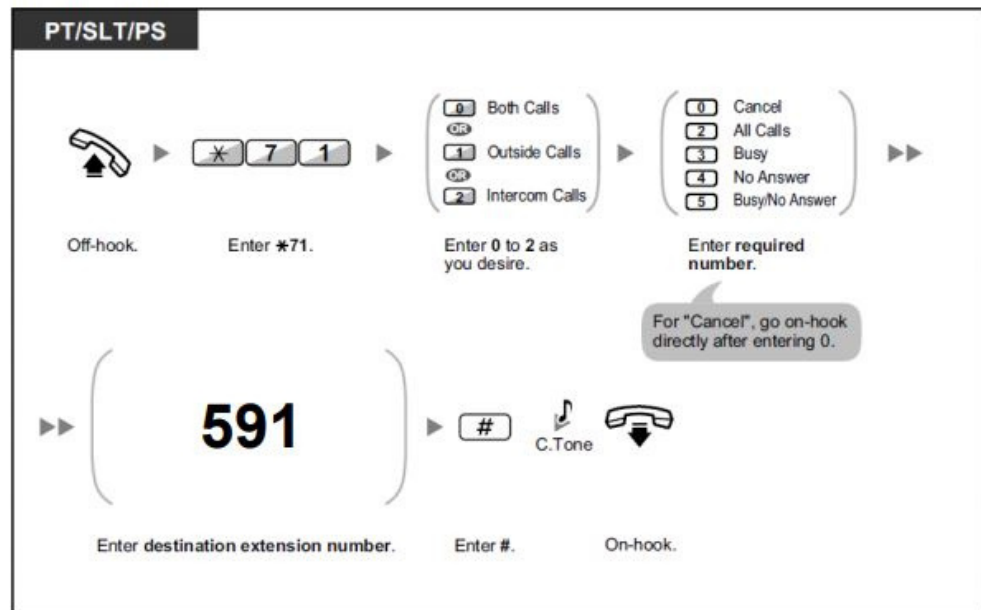 PT/SLT/PS
0 Both Calls
OR
1 Outside Calls
OR
2 Intercom Calls
0 Cancel
2 All Calls
3 Busy
4 No Answer
5 Busy/No Answer
* 7 1
Off-hook.
Enter *71.
Enter 0 to 2 as
you desire.
Enter required
number.
For "Cancel", go on-hook
directly after entering 0.
591
#
C.Tone
Enter destination extension number.
Enter #.
On-hook.